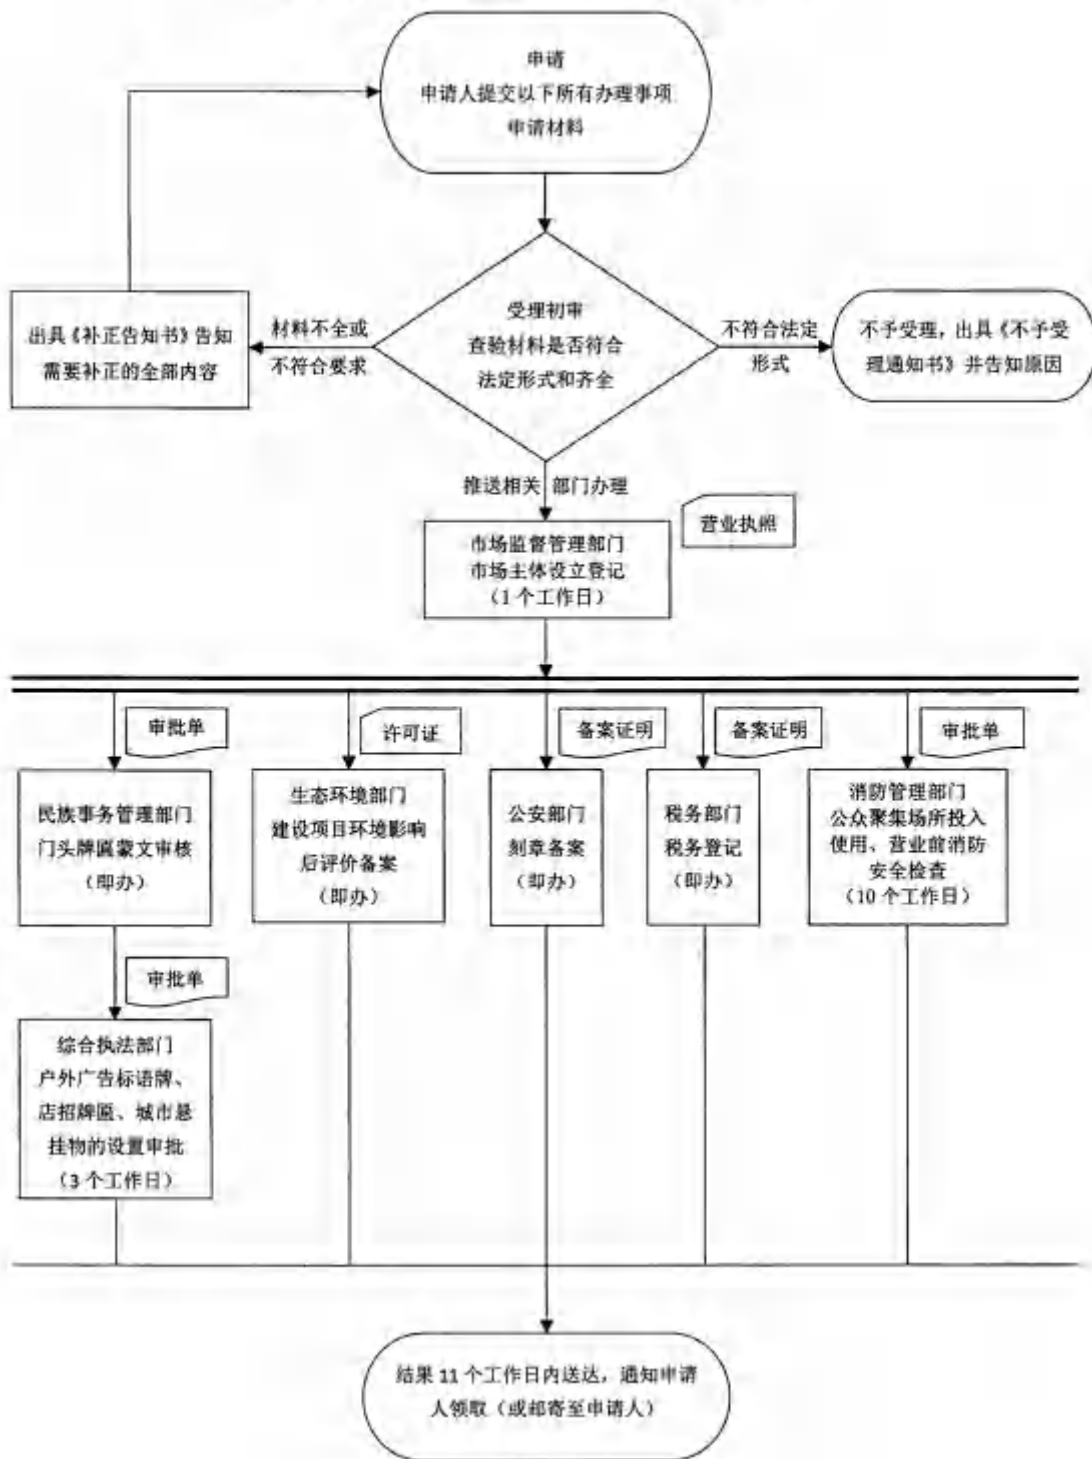 申请
申请人提交以下所有办理事项
申请材料
受理初审
查验材料是否符合
法定形式和齐全
材料不全或
不符合要求
出具《补正告知书》告知
需要补正的全部内容
不符合法定
形式
不予受理，出具《不予受
理通知书》并告知原因
推送相关 部门办理
营业执照
市场监督管理部门
市场主体设立登记
（1 个工作日）
审批单
许可证
备案证明
备案证明
审批单
民族事务管理部门
门头牌匾蒙文审核
（即办）
生态环境部门
建设项目环境影响
后评价备案
（即办）
公安部门
刻章备案
（即办）
税务部门
税务登记
（即办）
消防管理部门
公众聚集场所投入
使用、营业前消防
安全检查
（10 个工作日）
审批单
综合执法部门
户外广告标语牌、
店招牌匾、城市悬
挂物的设置审批
（3 个工作日）
结果 11 个工作日内送达，通知申请
人领取（或邮寄至申请人）